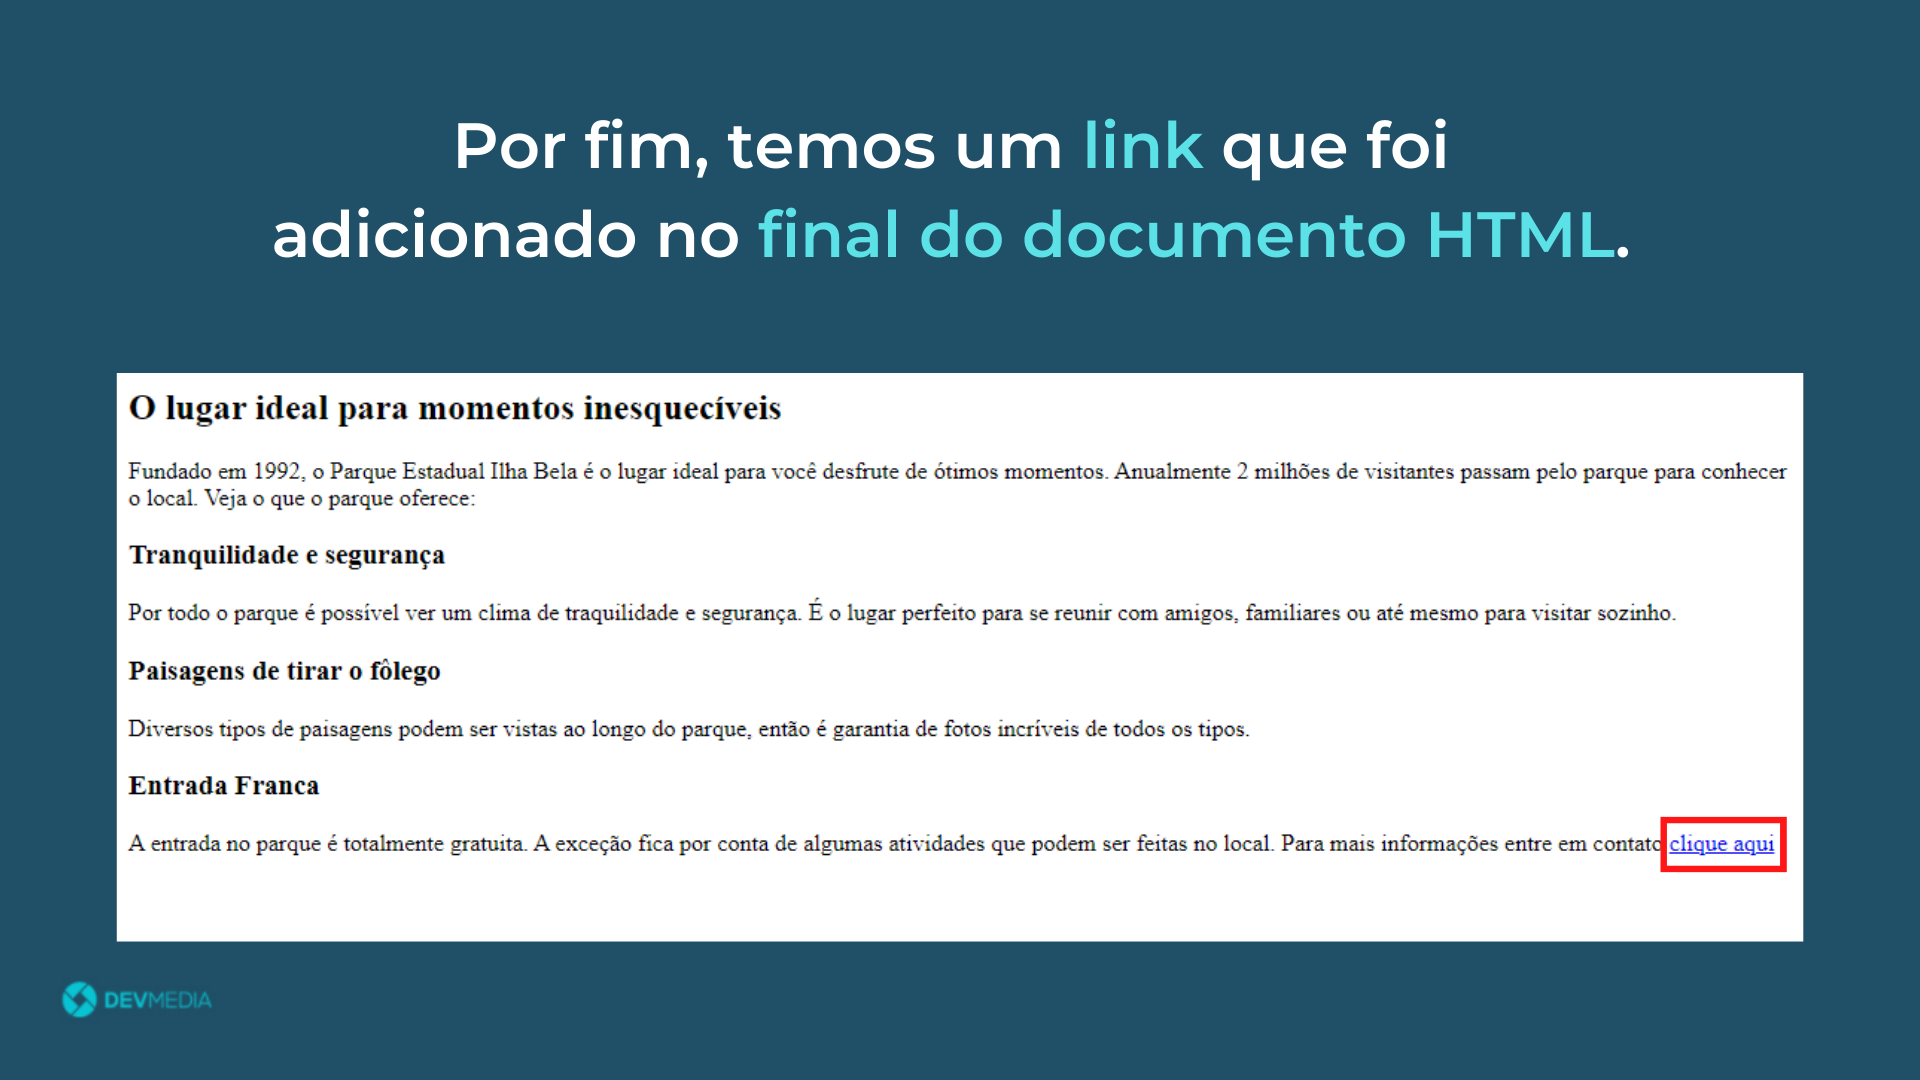 Por fim, temos um link que foi
adicionado no final do documento HTML.
O lugar ideal para momentos inesquecíveis
Fundado em 1992, o Parque Estadual Ilha Bela é o lugar ideal para você desfrute de ótimos momentos. Anualmente 2 milhões de visitantes passam pelo parque para conhecer
o local. Veja o que o parque oferece:
Tranquilidade e segurança
Por todo o parque é possível ver um clima de traquilidade e segurança. É o lugar perfeito para se reunir com amigos, familiares ou até mesmo para visitar sozinho.
Paisagens de tirar o fôlego
Diversos tipos de paisagens podem ser vistas ao longo do parque, então é garantia de fotos incríveis de todos os tipos.
Entrada Franca
A entrada no parque é totalmente gratuita. A exceção fica por conta de algumas atividades que podem ser feitas no local. Para mais informações entre em contato clique aqui
DEVMEDIA